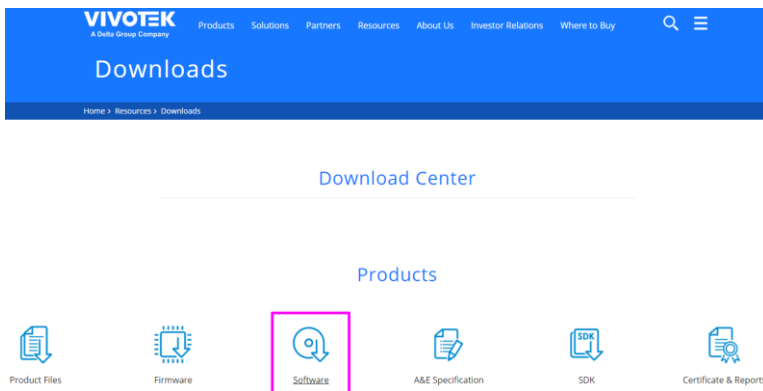 VIVOTEK
A Delta Group Company
Products Solutions Partners Resources About Us Investor Relations Where to Buy
Downloads
Home > Resources > Downloads
Download Center
Products
SDK
Product Files Firmware Software A&E Specification SDK Certificate & Reports